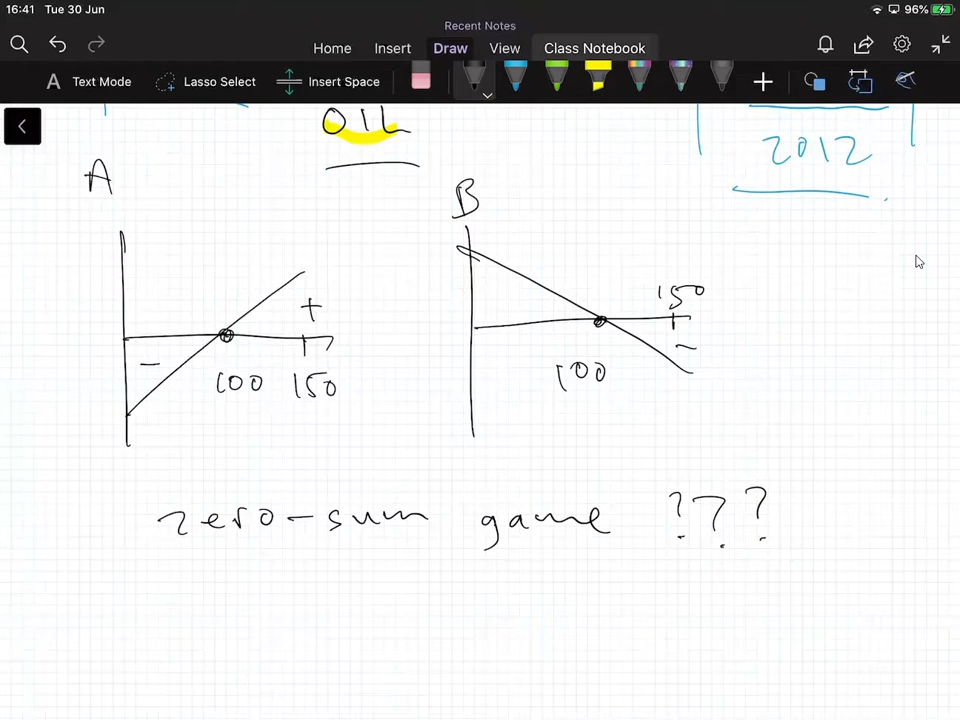 16:41 Tue 30 Jun
96%
Recent Notes
Home Insert Draw View Class Notebook
Text Mode Lasso Select Insert Space
OIL
2012
A
B
+
150
-
-
100 150
100
zero-sum game ???